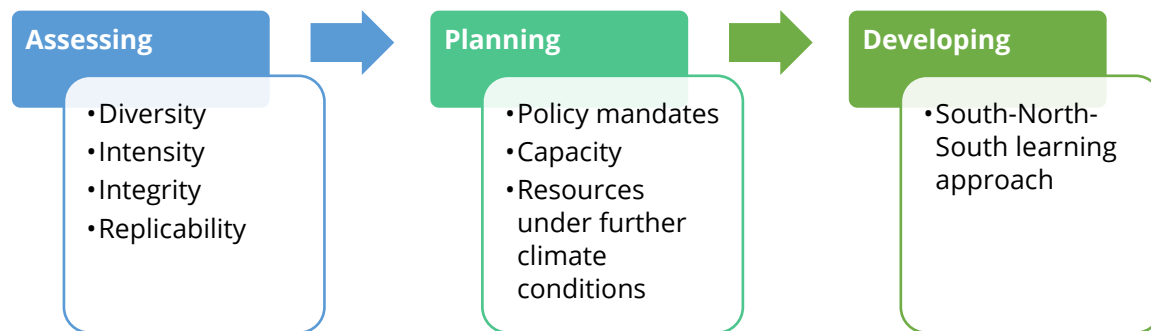 Assessing
•Diversity
•Intensity
•Integrity
•Replicability
Planning
•Policy mandates
•Capacity
•Resources
under further
climate
conditions
Developing
•South-North-
South learning
approach